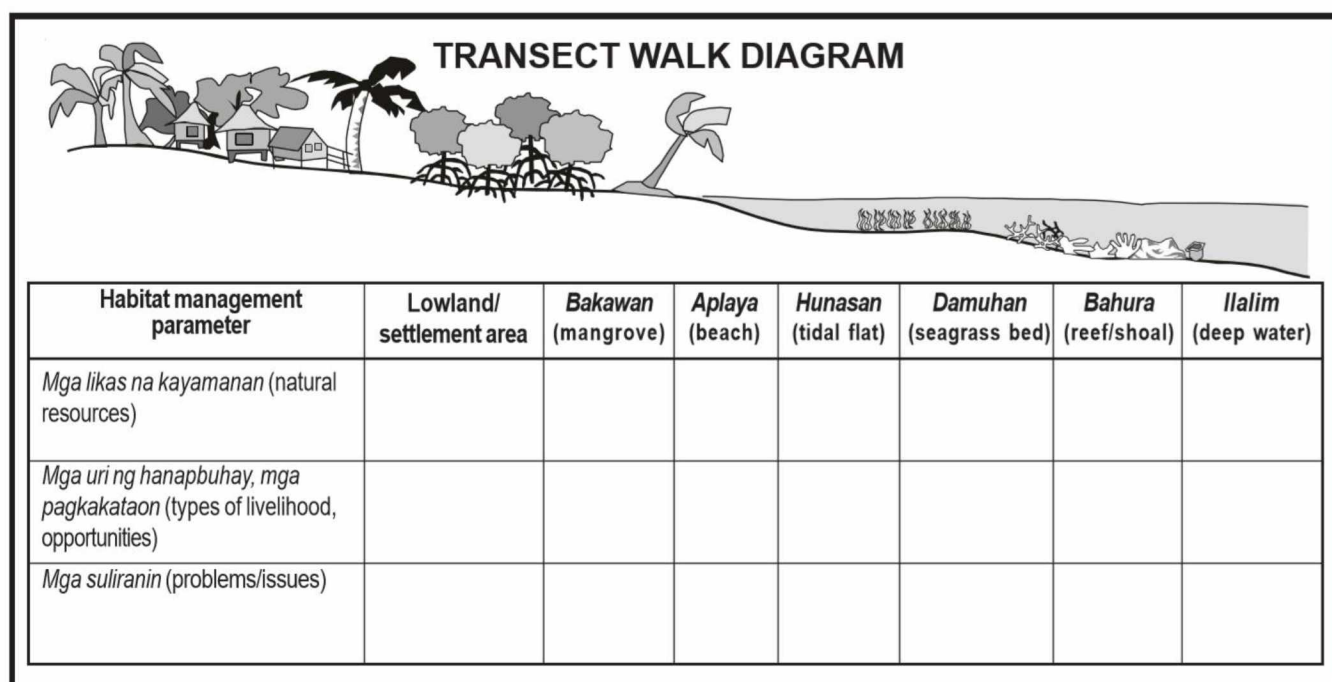 TRANSECT WALK DIAGRAM
Habitat management
parameter
Lowland/
settlement area
Bakawan
(mangrove)
Aplaya
(beach)
Hunasan
(tidal flat)
Damuhan
(seagrass bed)
Bahura
(reef/shoal)
Ilalim
(deep water)
Mga likas na kayamanan (natural
resources)
Mga uri ng hanapbuhay, mga
pagkakataon (types of livelihood,
opportunities)
Mga suliranin (problems/issues)